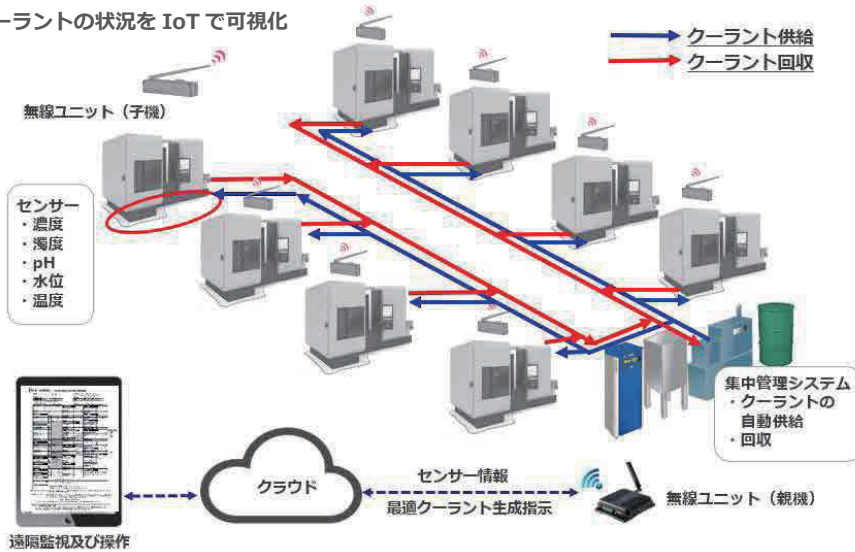 ーラントの状況を IoT で可視化
クーラント供給
クーラント回収
無線ユニット（子機）
センサー
・濃度
・濁度
・pH
・水位
・温度
集中管理システム
・クーラントの
自動供給
・回収
クラウド
センサー情報
最適クーラント生成指示
無線ユニット（親機）
遠隔監視及び操作